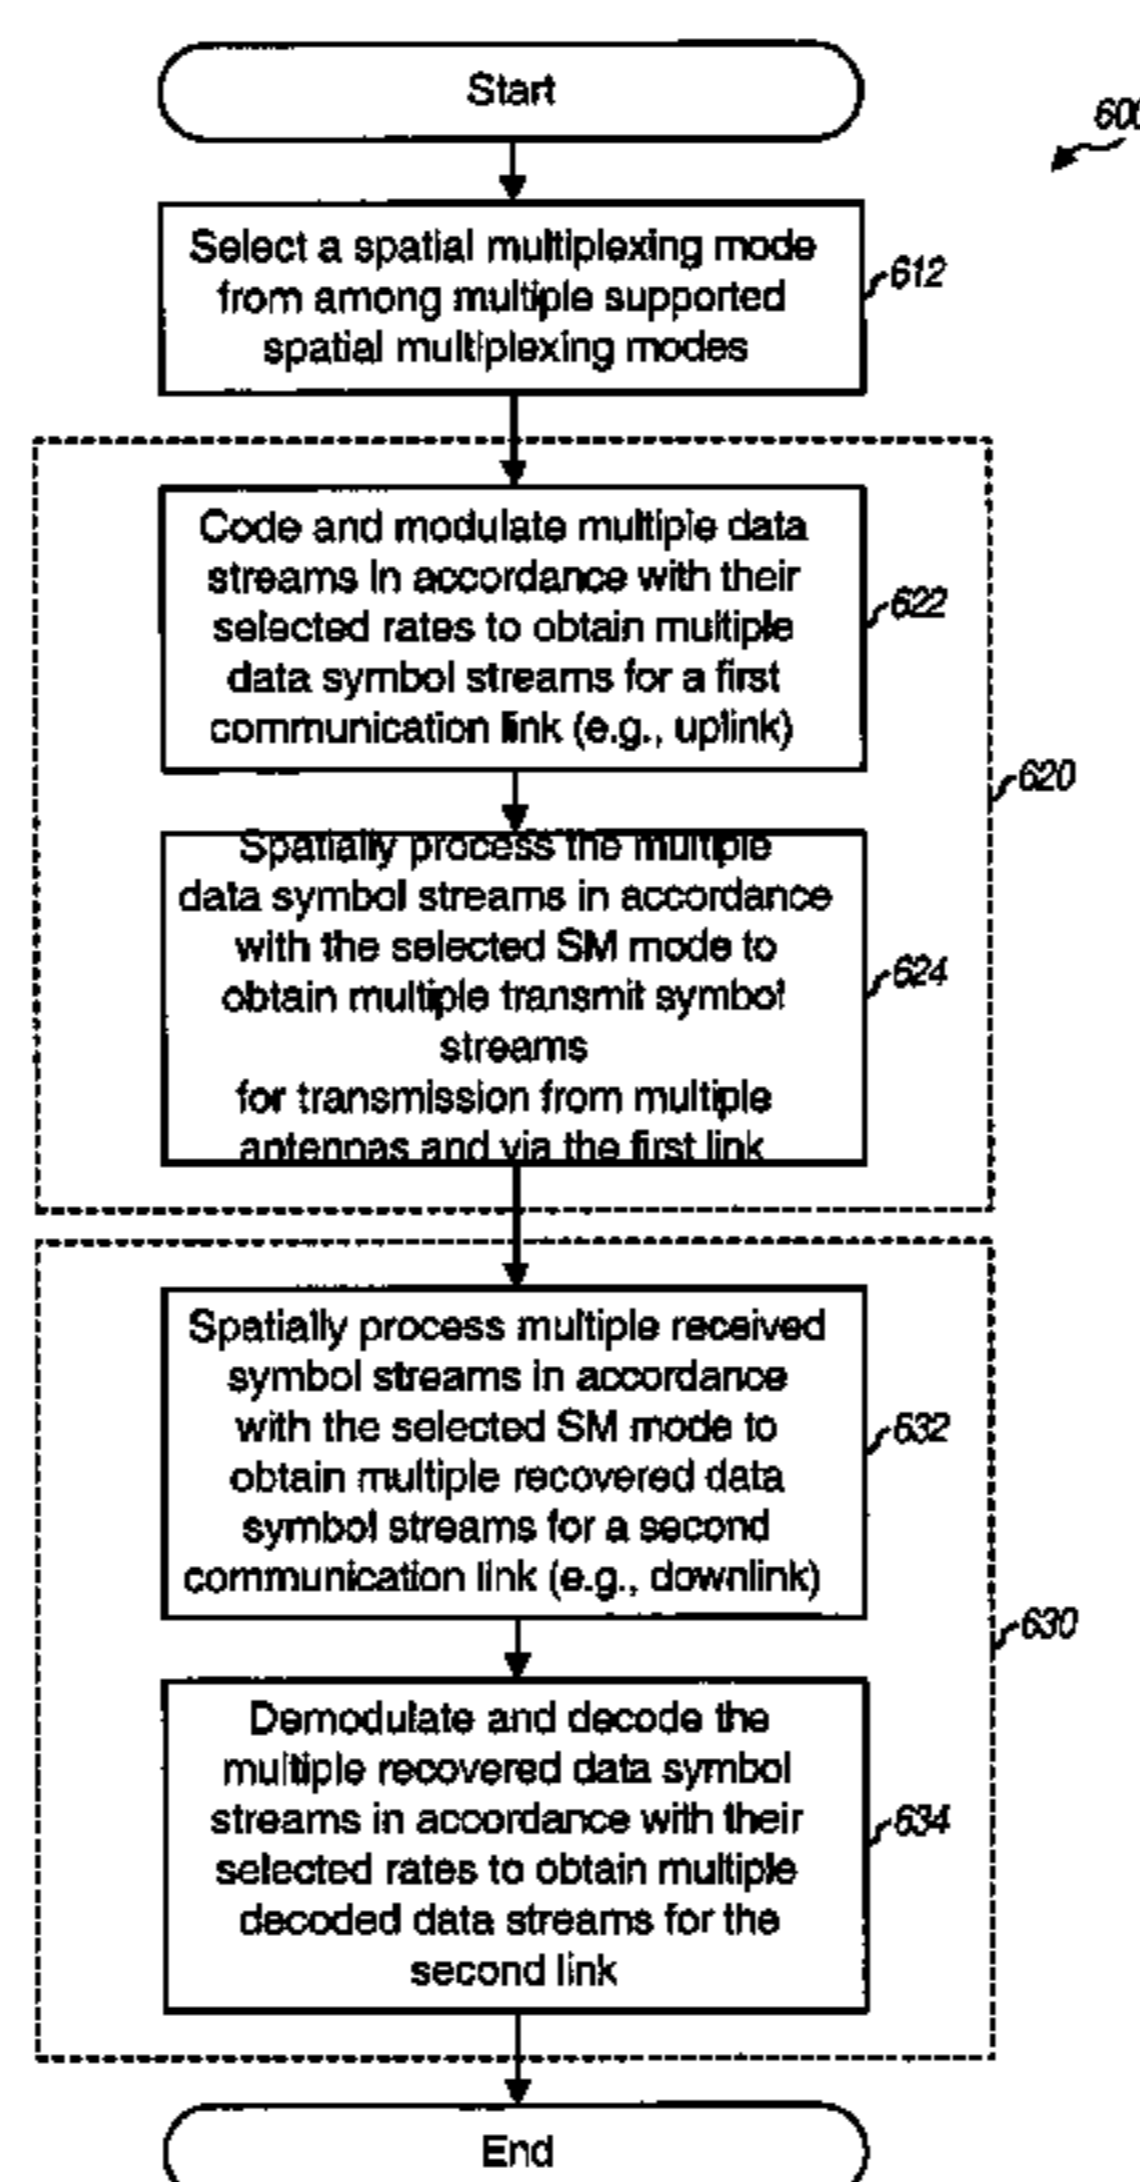 Start
600
Select a spatial multiplexing mode
from among multiple supported
spatial multiplexing modes
612
Code and modulate multiple data
streams in accordance with their
selected rates to obtain multiple
data symbol streams for a first
communication link (e.g., uplink)
622
620
Spatially process the multiple
data symbol streams in accordance
with the selected SM mode to
obtain multiple transmit symbol
streams
for transmission from multiple
antennas and via the first link
624
Spatially process multiple received
symbol streams in accordance
with the selected SM mode to
obtain multiple recovered data
symbol streams for a second
communication link (e.g., downlink)
632
630
Demodulate and decode the
multiple recovered data symbol
streams in accordance with their
selected rates to obtain multiple
decoded data streams for the
second link
634
End